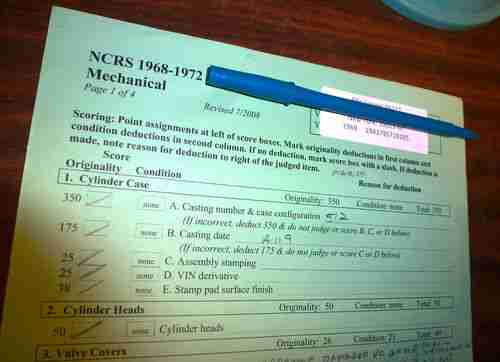 NCRS 1968-1972
Mechanical
Page 1 of 4
Revised 7/2008
Scoring: Point assignments at left of score boxes. Mark originality deductions in first column and
condition deductions in second column. If no deduction, mark score box with a slash. If deduction is
made, note reason for deduction to right of the judged item.
Score
Originality Condition
Reason for deduction
1. Cylinder Case Originality: 350 Condition: none Total: 350
350 none A. Casting number & case configuration 512
(If incorrect, deduct 350 & do not judge or score B, C, or D below)
175 none B. Casting date A119
(If incorrect, deduct 175 & do not judge or score C or D below)
25 none C. Assembly stamping
25 none D. VIN derivative
none E. Stamp pad surface finish
2. Cylinder Heads Originality: 50 Condition: none Total: 50
50 none Cylinder heads
3. Valve Covers Originality: 26 Condition: 21